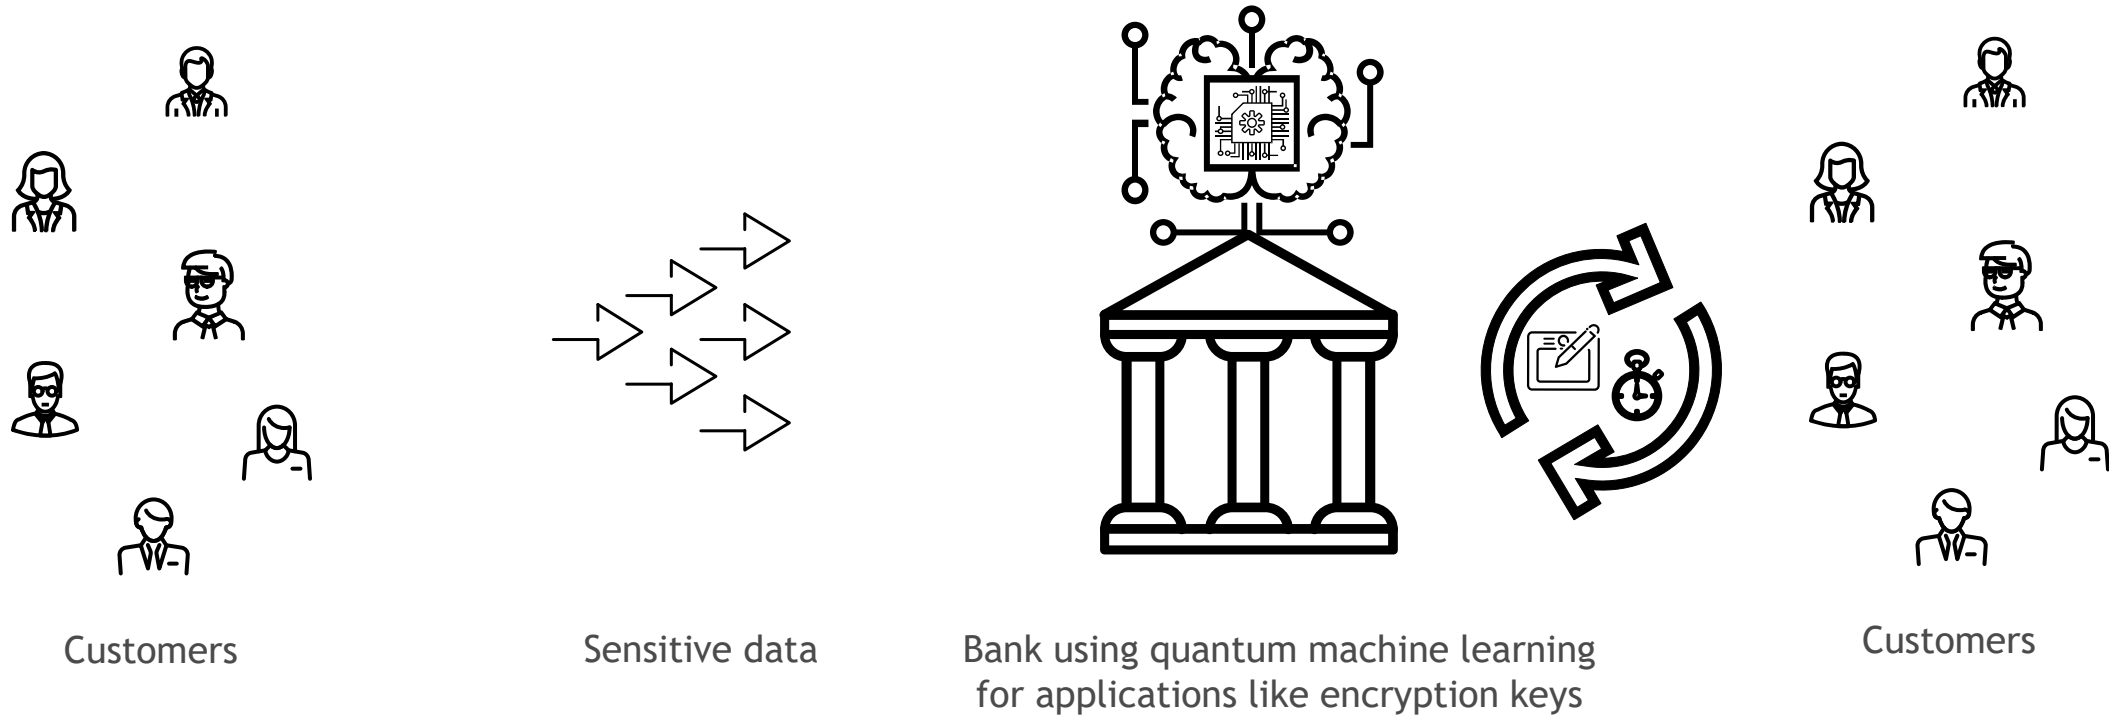 Customers
Sensitive data
Bank using quantum machine learning
for applications like encryption keys
Customers